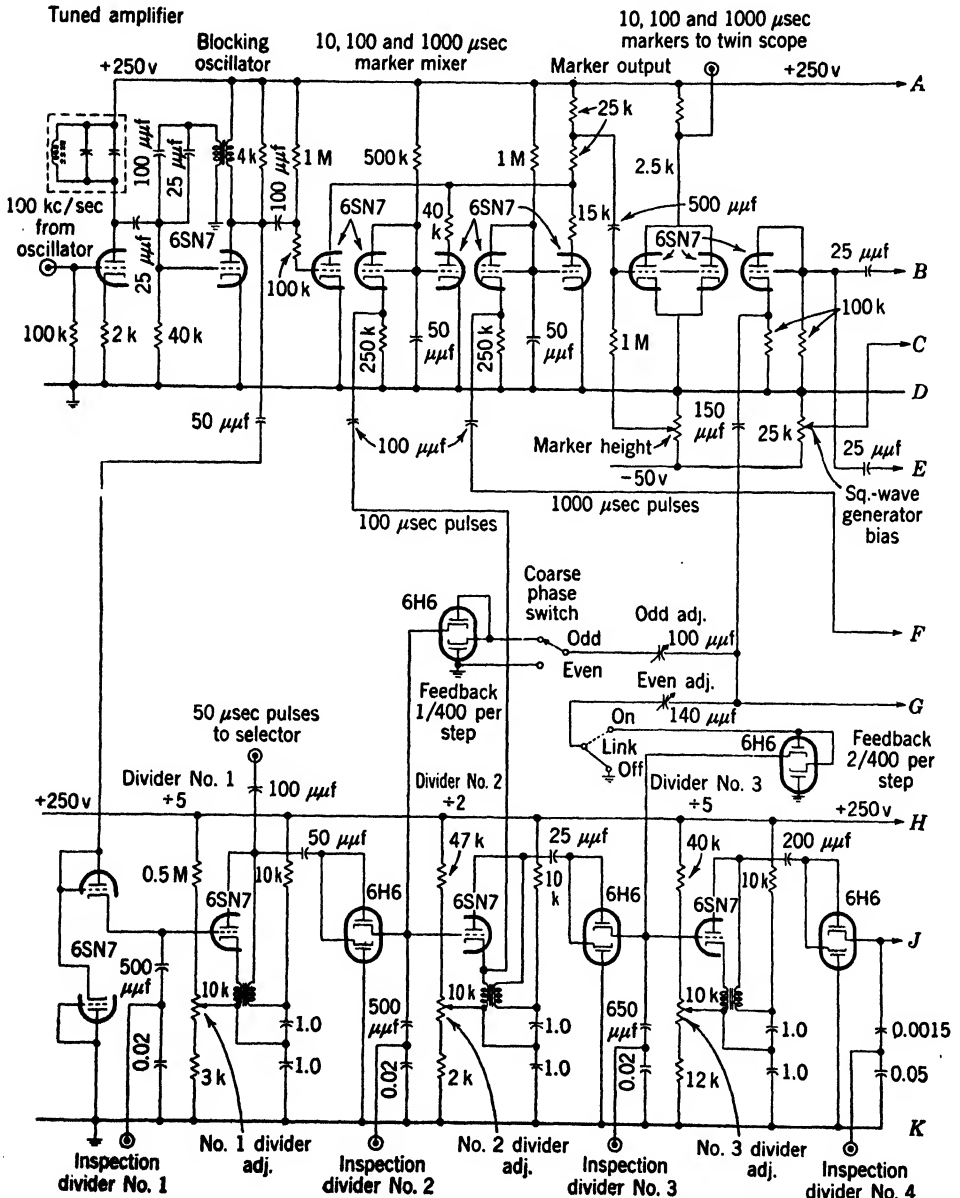 Tuned amplifier
Blocking
oscillator
10, 100 and 1000 μsec
marker mixer
10, 100 and 1000 μsec
markers to twin scope
Marker output
+250 v
+250 v
A
100 μμf
25 μμf
4k
100 μμf
1 M
500 k
1 M
25 k
2.5 k
100 kc/sec
from
oscillator
25 μμf
6SN7
100k
6SN7
40
k
6SN7
15k
500 μμf
6SN7
25 μμf
B
100k
2 k
40 k
250 k
50
μμf
250 k
50
μμf
1 M
100k
C
D
50 μμf
100 μμf
Marker height
150
μμf
25 k
25 μμf
E
−50 v
Sq.-wave
generator
bias
100 μsec pulses
1000 μsec pulses
6H6
Coarse
phase
switch
Odd
Even
Odd adj.
100 μμf
F
Feedback
1/400 per
step
Even adj.
140 μμf
G
On
Link
Off
6H6
Feedback
2/400 per
step
50 μsec pulses
to selector
Divider No. 1
÷5
100 μμf
Divider No. 2
÷2
Divider No. 3
÷5
+250 v
+250 v
H
0.5 M
10k
50 μμf
47 k
25 μμf
10
k
40 k
10k
200 μμf
6SN7
6H6
6SN7
6H6
6SN7
6H6
J
6SN7
500
μμf
10k
500
μμf
10k
650
μμf
10k
1.0
1.0
1.0
0.0015
0.02
3 k
1.0
0.02
2 k
1.0
0.02
12 k
1.0
0.05
K
Inspection
divider No. 1
No. 1 divider
adj.
Inspection
divider No. 2
No. 2 divider
adj.
Inspection
divider No. 3
No. 3 divider
adj.
Inspection
divider No. 4